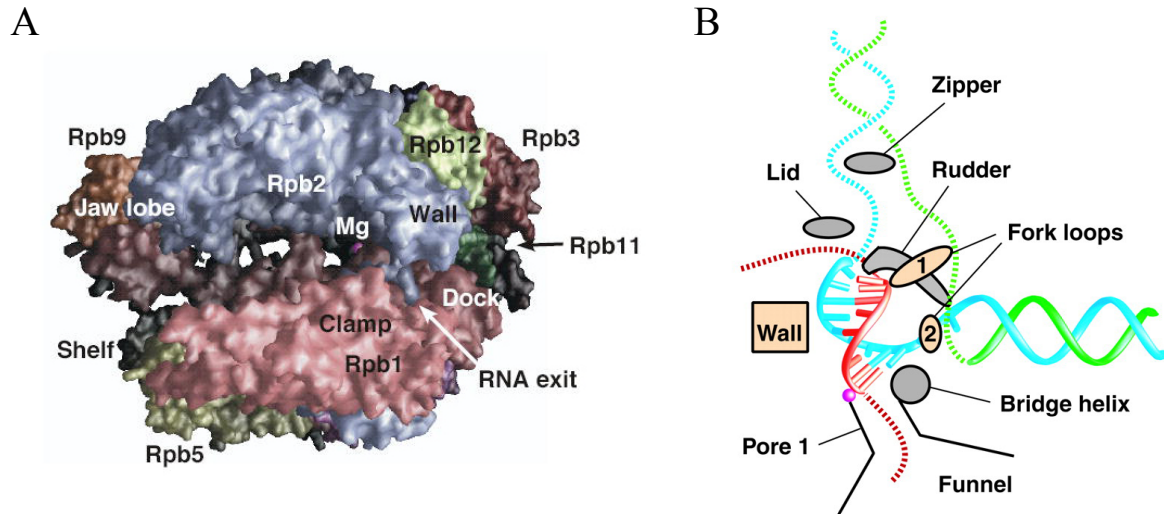 A
Rpb9
Rpb12
Rpb3
Rpb2
Jaw lobe
Mg
Wall
Rpb11
Dock
Clamp
Shelf
Rpb1
RNA exit
Rpb5
B
Zipper
Lid
Rudder
Fork loops
1
Wall
2
Bridge helix
Pore 1
Funnel